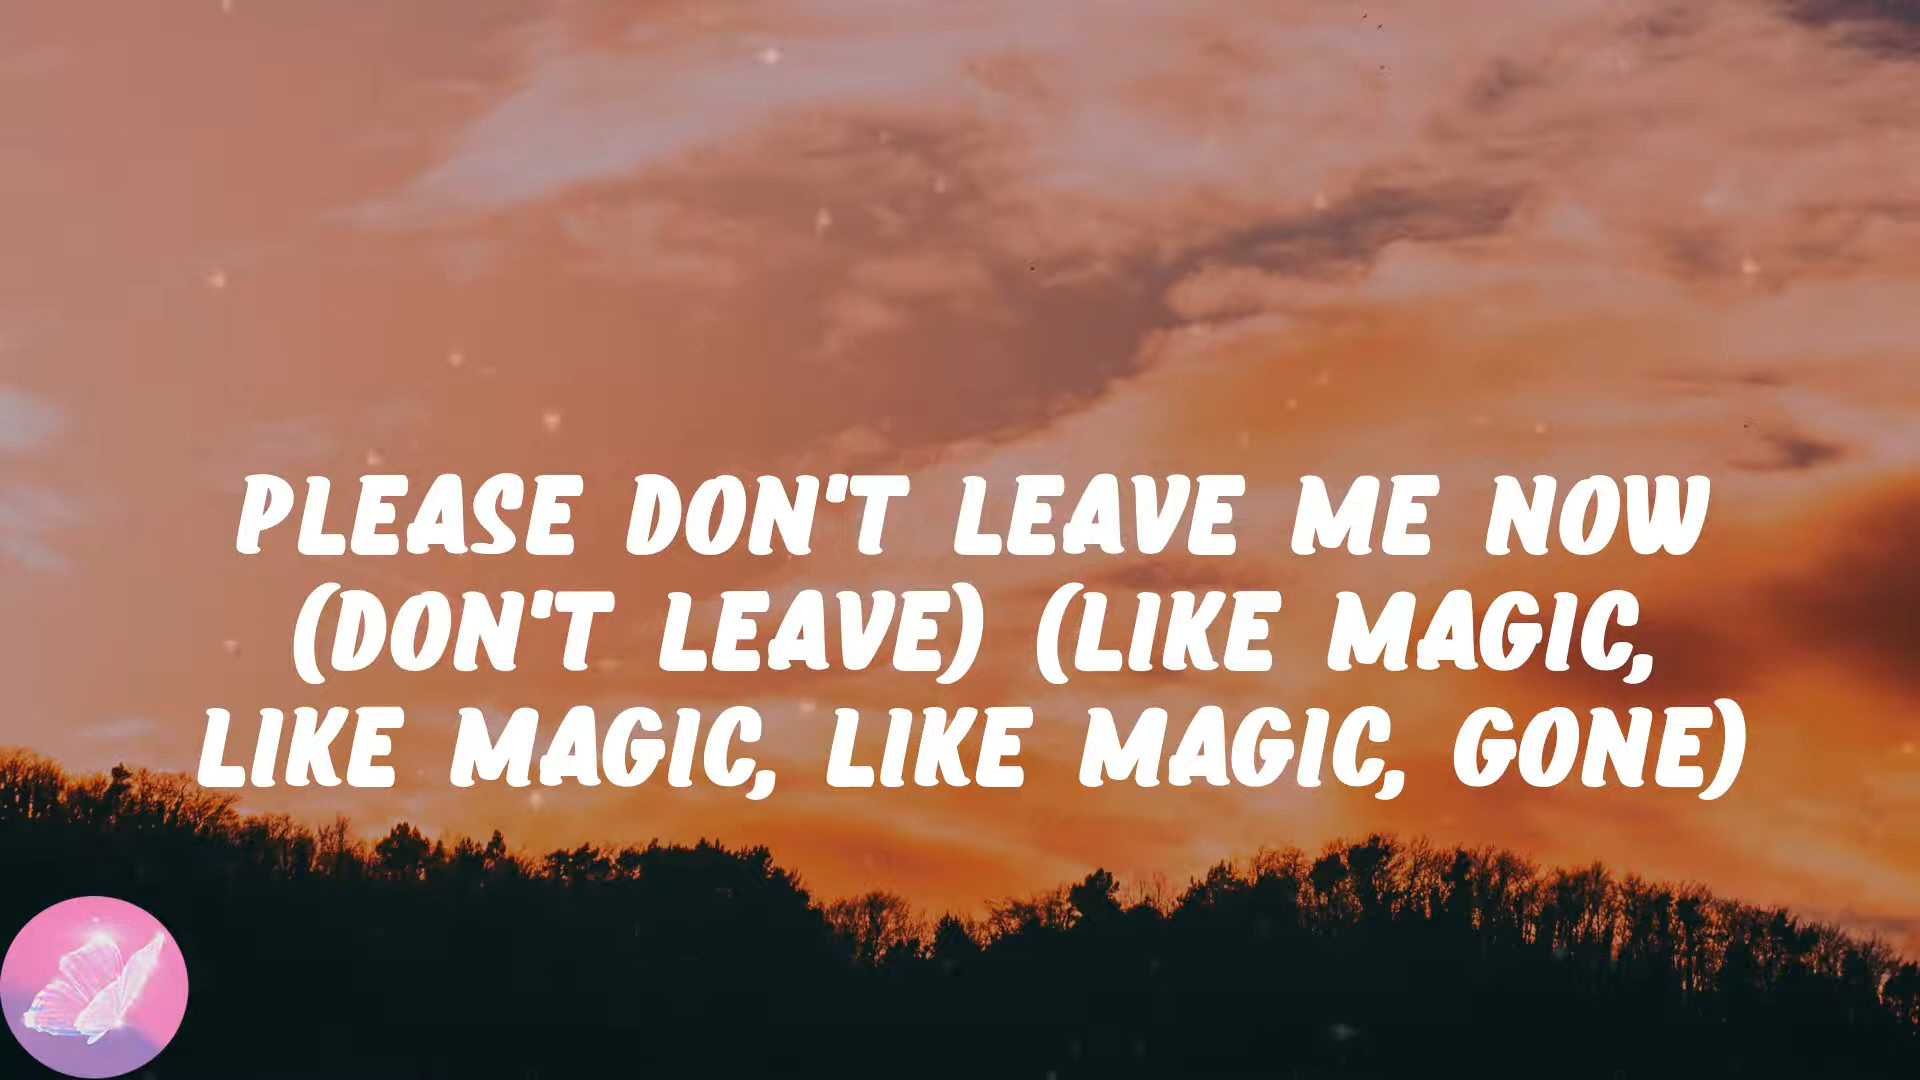 PLEASE DON'T LEAVE ME NOW
(DON'T LEAVE) (LIKE MAGIC,
LIKE MAGIC, LIKE MAGIC, GONE)